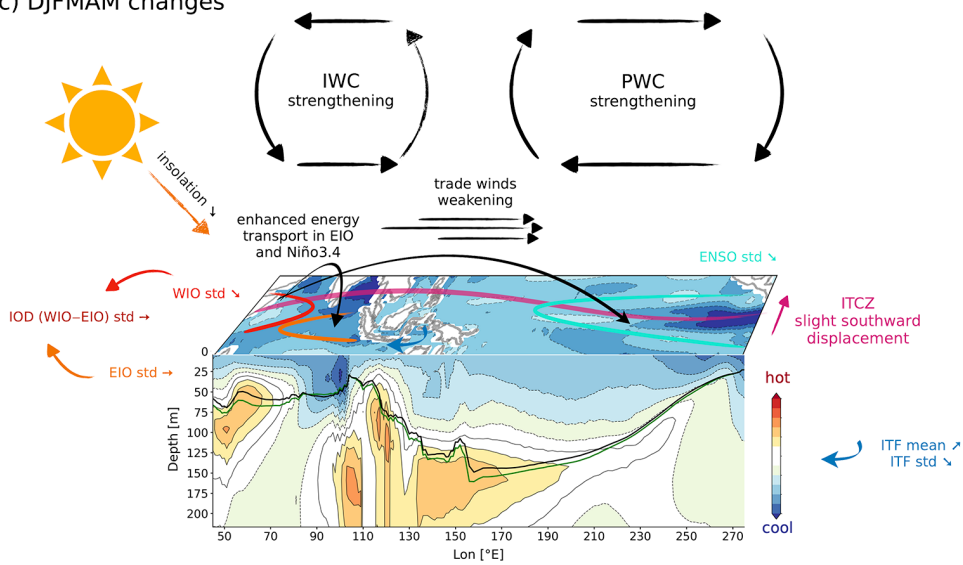 c) DJFMAM changes
IWC
strengthening
PWC
strengthening
insolation ↘
trade winds
weakening
enhanced energy
transport in EIO
and Niño3.4
ENSO std ↘
WIO std ↘
IOD (WIO−EIO) std →
EIO std →
ITCZ
slight southward
displacement
hot
cool
ITF mean ↗
ITF std ↘
0
25
50
75
100
125
150
175
200
Depth [m]
50 70 90 110 130 150 170 190 210 230 250 270
Lon [°E]